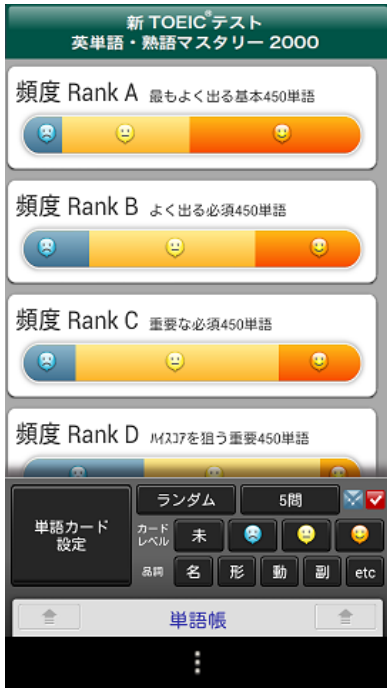 新 TOEIC®テスト
英単語・熟語マスタリー 2000
頻度 Rank A 最もよく出る基本450単語
頻度 Rank B よく出る必須450単語
頻度 Rank C 重要な必須450単語
頻度 Rank D ﾊｲｽｺｱを狙う重要450単語
ランダム 5問
単語カード
設定
カード
レベル 未
品詞 名 形 動 副 etc
単語帳